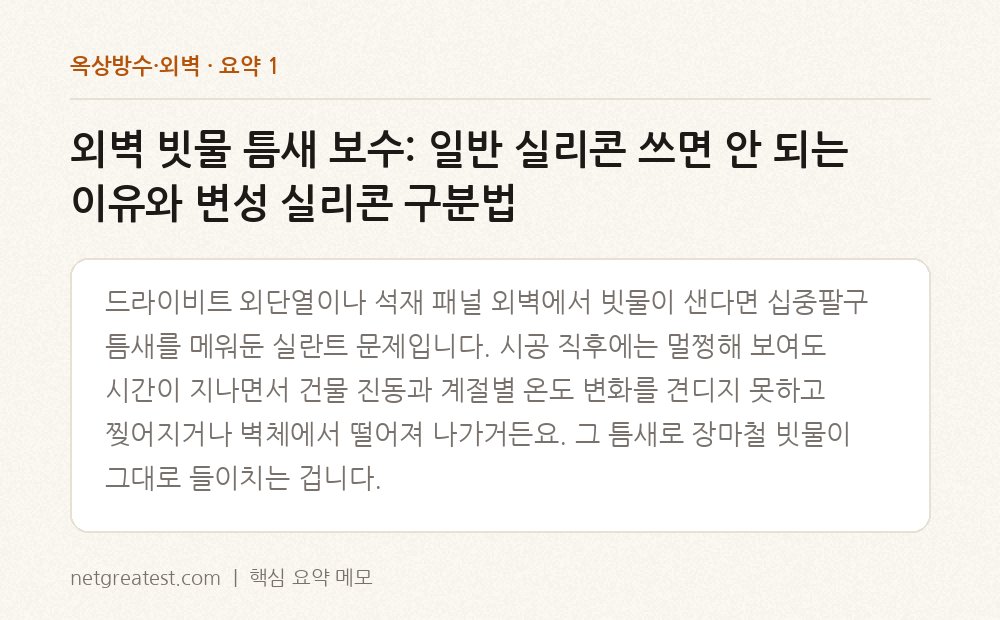 옥상방수·외벽 · 요약 1
외벽 빗물 틈새 보수: 일반 실리콘 쓰면 안 되는
이유와 변성 실리콘 구분법
드라이비트 외단열이나 석재 패널 외벽에서 빗물이 샌다면 십중팔구
틈새를 메워둔 실란트 문제입니다. 시공 직후에는 멀쩡해 보여도
시간이 지나면서 건물 진동과 계절별 온도 변화를 견디지 못하고
찢어지거나 벽체에서 떨어져 나가거든요. 그 틈새로 장마철 빗물이
그대로 들이치는 겁니다.
netgreatest.com | 핵심 요약 메모